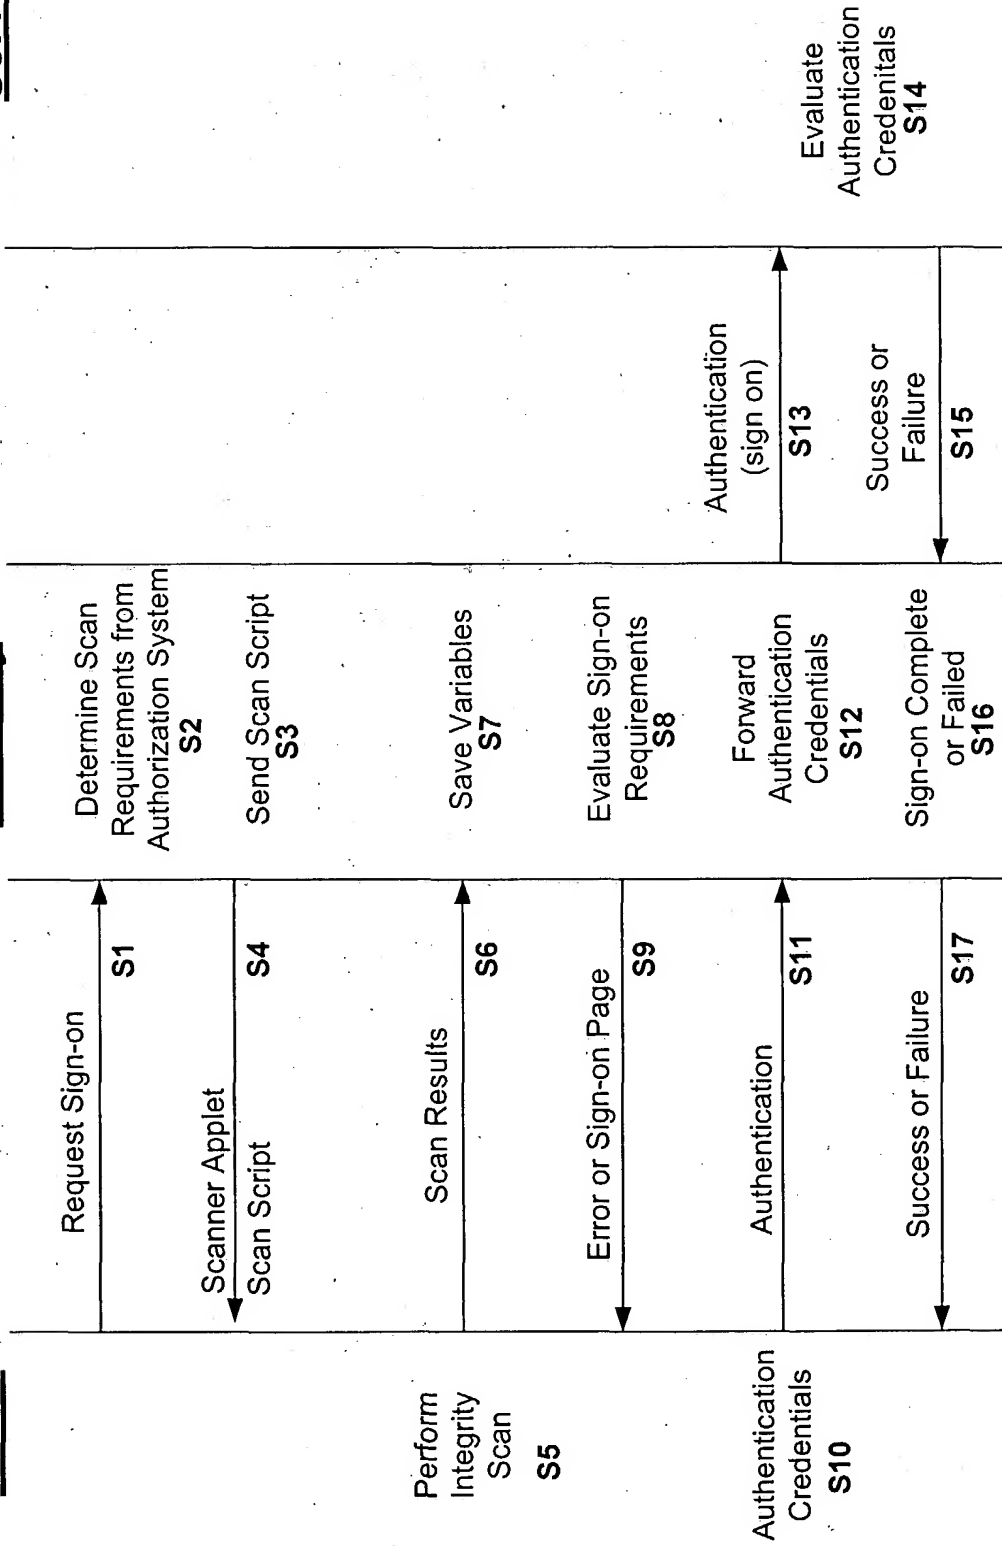 Request Sign-on
S1
Determine Scan
Requirements from
Authorization System
S2
Send Scan Script
S3
Scanner Applet
Scan Script
S4
Perform
Integrity
Scan
S5
Scan Results
S6
Save Variables
S7
Evaluate Sign-on
Requirements
S8
Error or Sign-on Page
S9
Authentication
Credentials
S10
Authentication
S11
Forward
Authentication
Credentials
S12
Authentication
(sign on)
S13
Evaluate
Authentication
Credenitals
S14
Success or
Failure
S15
Sign-on Complete
or Failed
S16
Success or Failure
S17